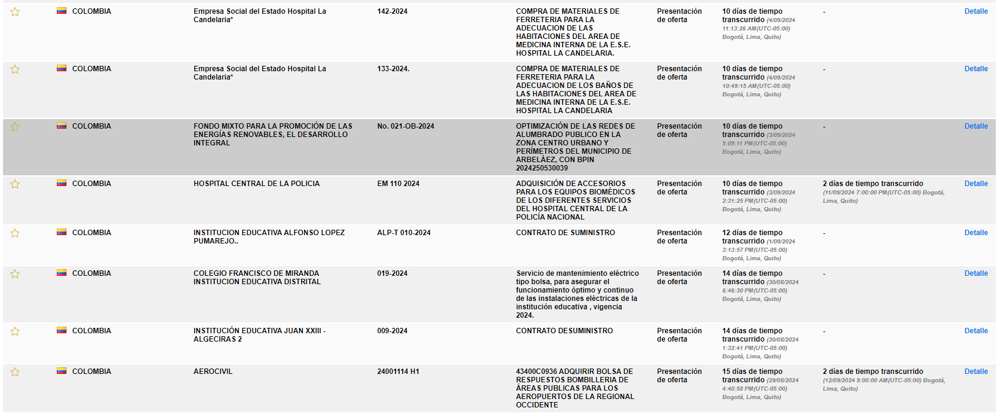 COLOMBIA
Empresa Social del Estado Hospital La
Candelaria*
142-2024
COMPRA DE MATERIALES DE
FERRETERIA PARA LA
ADECUACION DE LAS
HABITACIONES DEL AREA DE
MEDICINA INTERNA DE LA E.S.E.
HOSPITAL LA CANDELARIA.
Presentación
de oferta
10 días de tiempo
transcurrido (4/09/2024
11:13:26 AM(UTC-05:00)
Bogotá, Lima, Quito)
-
Detalle
COLOMBIA
Empresa Social del Estado Hospital La
Candelaria*
133-2024.
COMPRA DE MATERIALES DE
FERRETERIA PARA LA
ADECUACION DE LOS BAÑOS DE
LAS HABITACIONES DEL AREA DE
MEDICINA INTERNA DE LA E.S.E.
HOSPITAL LA CANDELARIA
Presentación
de oferta
10 días de tiempo
transcurrido (4/09/2024
10:49:15 AM(UTC-05:00)
Bogotá, Lima, Quito)
-
Detalle
COLOMBIA
FONDO MIXTO PARA LA PROMOCIÓN DE LAS
ENERGÍAS RENOVABLES, EL DESARROLLO
INTEGRAL
No. 021-OB-2024
OPTIMIZACIÓN DE LAS REDES DE
ALUMBRADO PUBLICO EN LA
ZONA CENTRO URBANO Y
PERÍMETROS DEL MUNICIPIO DE
ARBELÁEZ, CON BPIN
2024250530039
Presentación
de oferta
10 días de tiempo
transcurrido (3/09/2024
5:09:11 PM(UTC-05:00)
Bogotá, Lima, Quito)
-
Detalle
COLOMBIA
HOSPITAL CENTRAL DE LA POLICIA
EM 110 2024
ADQUISICIÓN DE ACCESORIOS
PARA LOS EQUIPOS BIOMÉDICOS
DE LOS DIFERENTES SERVICIOS
DEL HOSPITAL CENTRAL DE LA
POLICÍA NACIONAL
Presentación
de oferta
10 días de tiempo
transcurrido (3/09/2024
2:31:25 PM(UTC-05:00)
Bogotá, Lima, Quito)
2 días de tiempo transcurrido
(11/09/2024 7:00:00 PM(UTC-05:00) Bogotá,
Lima, Quito)
Detalle
COLOMBIA
INSTITUCION EDUCATIVA ALFONSO LOPEZ
PUMAREJO..
ALP-T 010-2024
CONTRATO DE SUMINISTRO
Presentación
de oferta
12 días de tiempo
transcurrido (1/09/2024
3:13:57 PM(UTC-05:00)
Bogotá, Lima, Quito)
-
Detalle
COLOMBIA
COLEGIO FRANCISCO DE MIRANDA
INSTITUCION EDUCATIVA DISTRITAL
019-2024
Servicio de mantenimiento eléctrico
tipo bolsa, para asegurar el
funcionamiento óptimo y continuo
de las instalaciones eléctricas de la
institución educativa , vigencia
2024.
Presentación
de oferta
14 días de tiempo
transcurrido (30/08/2024
6:46:30 PM(UTC-05:00)
Bogotá, Lima, Quito)
-
Detalle
COLOMBIA
INSTITUCIÓN EDUCATIVA JUAN XXIII -
ALGECIRAS 2
009-2024
CONTRATO DESUMINISTRO
Presentación
de oferta
14 días de tiempo
transcurrido (30/08/2024
1:32:41 PM(UTC-05:00)
Bogotá, Lima, Quito)
-
Detalle
COLOMBIA
AEROCIVIL
24001114 H1
43400C0936 ADQUIRIR BOLSA DE
RESPUESTOS BOMBILLERIA DE
ÁREAS PUBLICAS PARA LOS
AEROPUERTOS DE LA REGIONAL
OCCIDENTE
Presentación
de oferta
15 días de tiempo
transcurrido (29/08/2024
4:40:58 PM(UTC-05:00)
Bogotá, Lima, Quito)
2 días de tiempo transcurrido
(12/09/2024 9:00:00 AM(UTC-05:00) Bogotá,
Lima, Quito)
Detalle